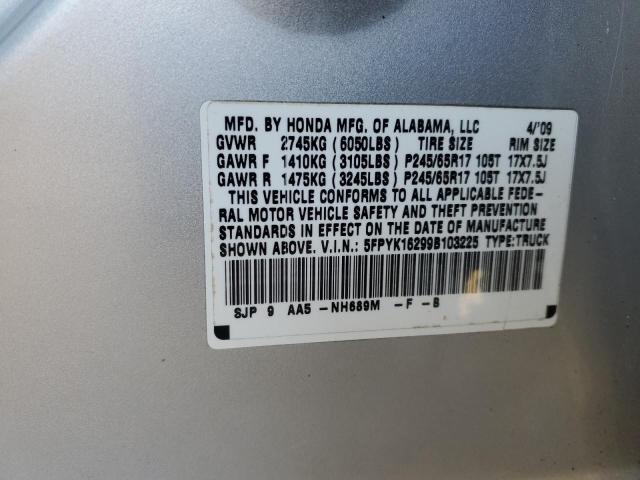 MFD. BY HONDA MFG. OF ALABAMA, LLC 4/'09
GVWR 2745KG (6050LBS) TIRE SIZE RIM SIZE
GAWR F 1410KG (3105LBS) P245/65R17 105T 17X7.5J
GAWR R 1475KG (3245LBS) P245/65R17 105T 17X7.5J
THIS VEHICLE CONFORMS TO ALL APPLICABLE FEDE-
RAL MOTOR VEHICLE SAFETY AND THEFT PREVENTION
STANDARDS IN EFFECT ON THE DATE OF MANUFACTURE
SHOWN ABOVE. V.I.N.: 5FPYK16299B103225 TYPE:TRUCK
SJP 9 AA5 -NH689M -F -B